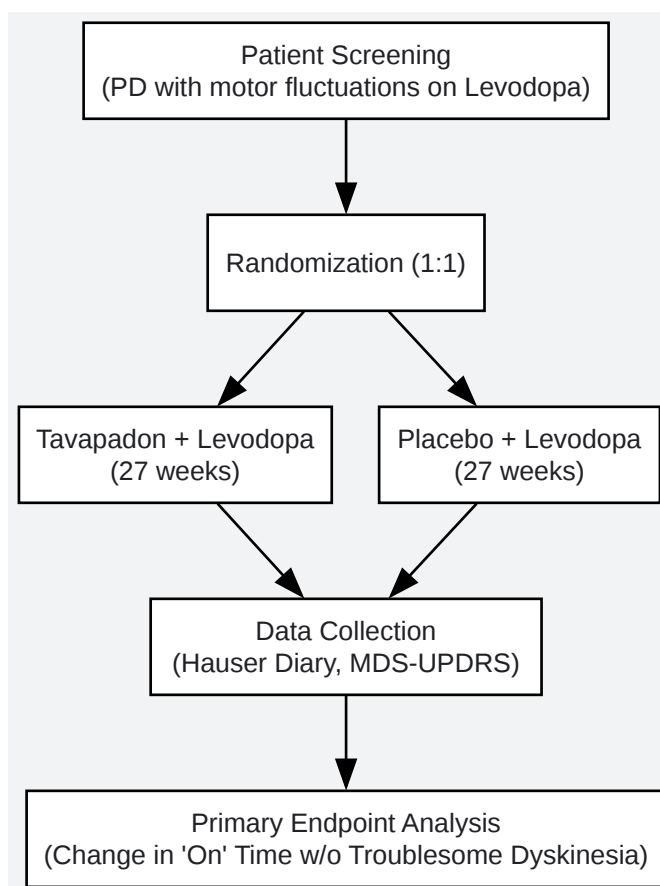 Patient Screening
(PD with motor fluctuations on Levodopa)
Randomization (1:1)
Tavapadon + Levodopa
(27 weeks)
Placebo + Levodopa
(27 weeks)
Data Collection
(Hauser Diary, MDS-UPDRS)
Primary Endpoint Analysis
(Change in 'On' Time w/o Troublesome Dyskinesia)